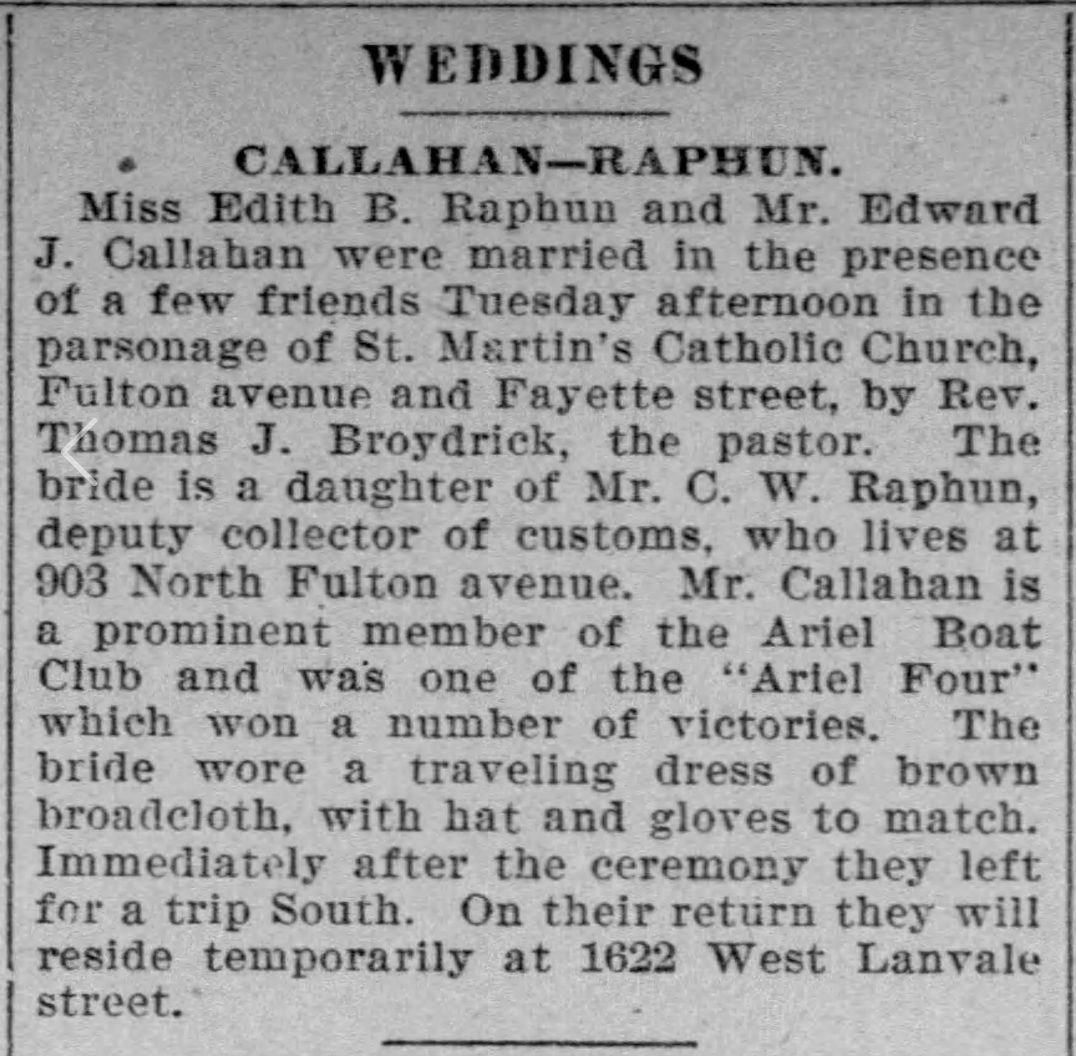 WEDDINGS
CALLAHAN—RAPHUN.
Miss Edith B. Raphun and Mr. Edward
J. Callahan were married in the presence
of a few friends Tuesday afternoon in the
parsonage of St. Martin's Catholic Church,
Fulton avenue and Fayette street, by Rev.
Thomas J. Broydrick, the pastor. The
bride is a daughter of Mr. C. W. Raphun,
deputy collector of customs, who lives at
903 North Fulton avenue. Mr. Callahan is
a prominent member of the Ariel Boat
Club and was one of the "Ariel Four"
which won a number of victories. The
bride wore a traveling dress of brown
broadcloth, with hat and gloves to match.
Immediately after the ceremony they left
for a trip South. On their return they will
reside temporarily at 1622 West Lanvale
street.